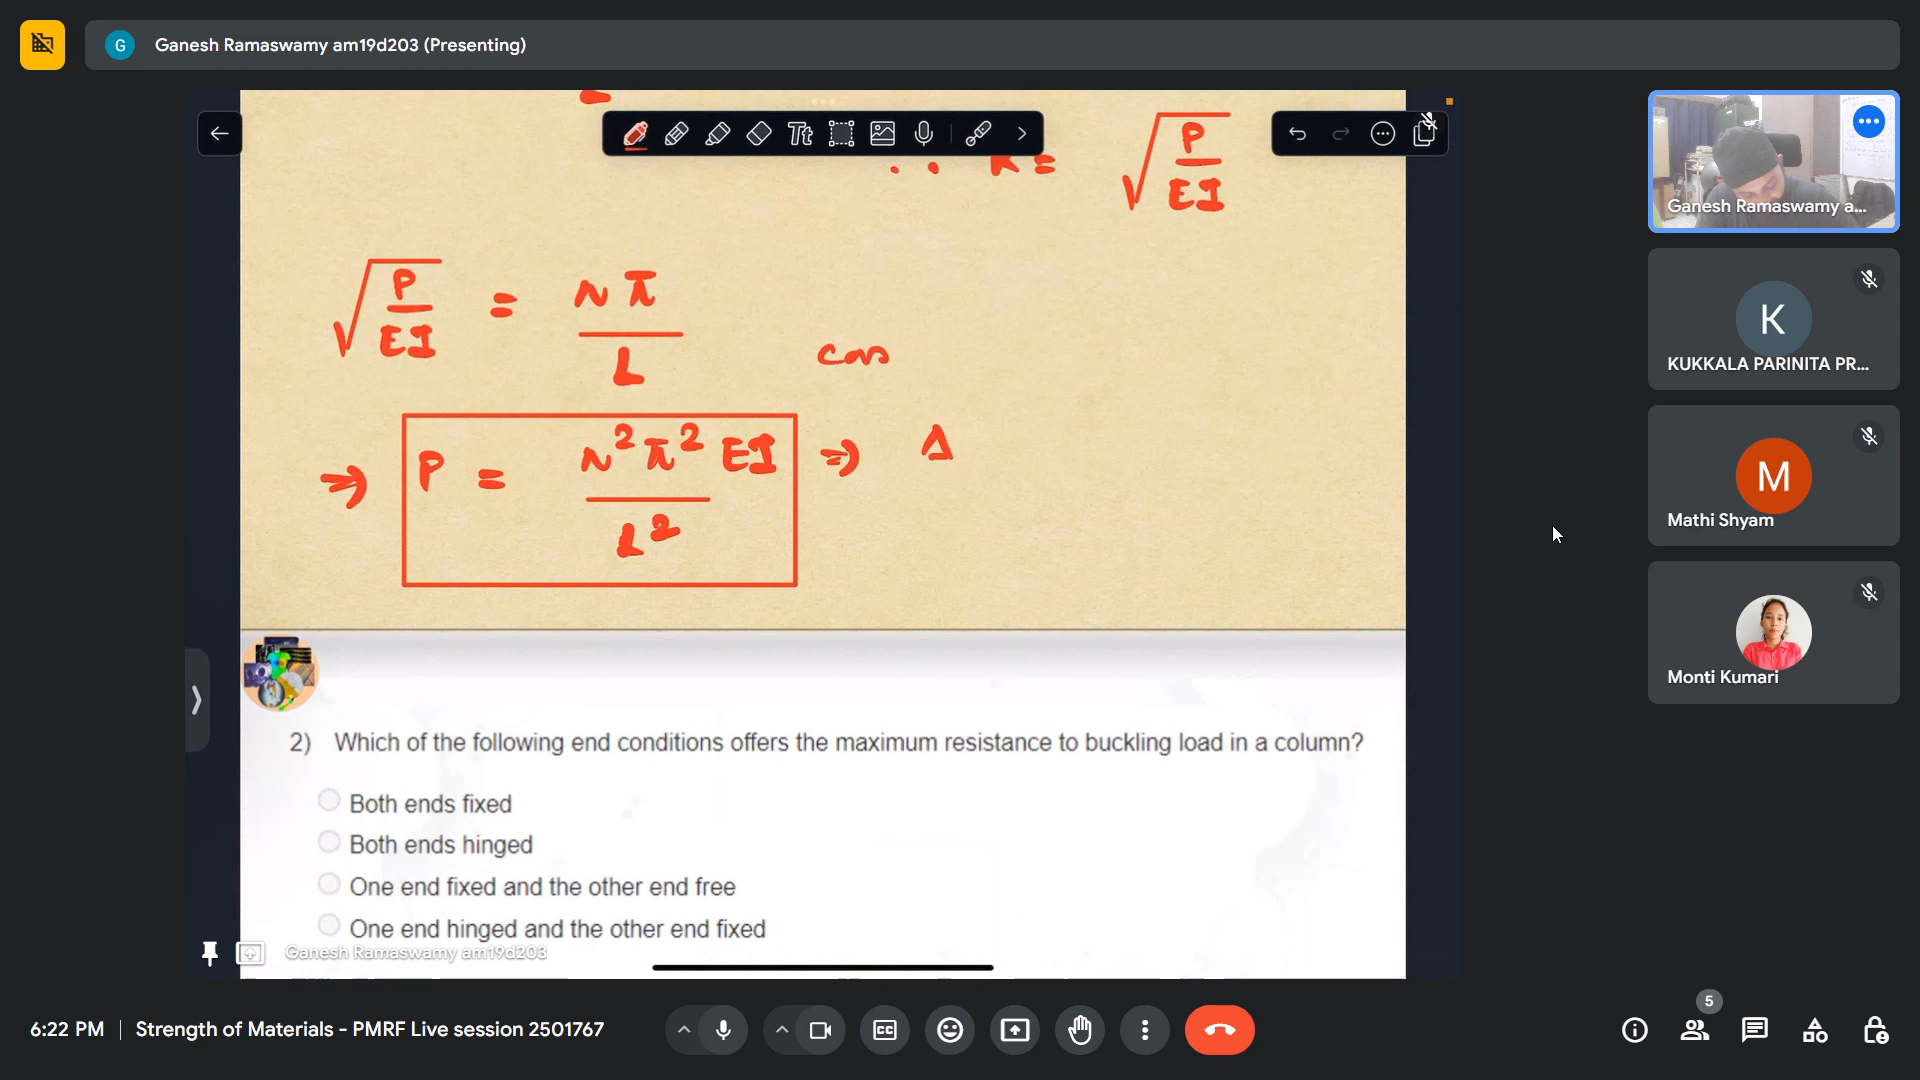 G Ganesh Ramaswamy am19d203 (Presenting)
Tt
∴ K = √(P/EI)
√(P/EI) = nπ/L
⇒ P = n²π²EI/L² ⇒ Δ
2) Which of the following end conditions offers the maximum resistance to buckling load in a column?
Both ends fixed
Both ends hinged
One end fixed and the other end free
One end hinged and the other end fixed
Ganesh Ramaswamy am19d203
Ganesh Ramaswamy a...
K
KUKKALA PARINITA PR...
M
Mathi Shyam
Monti Kumari
6:22 PM | Strength of Materials - PMRF Live session 2501767
CC
5